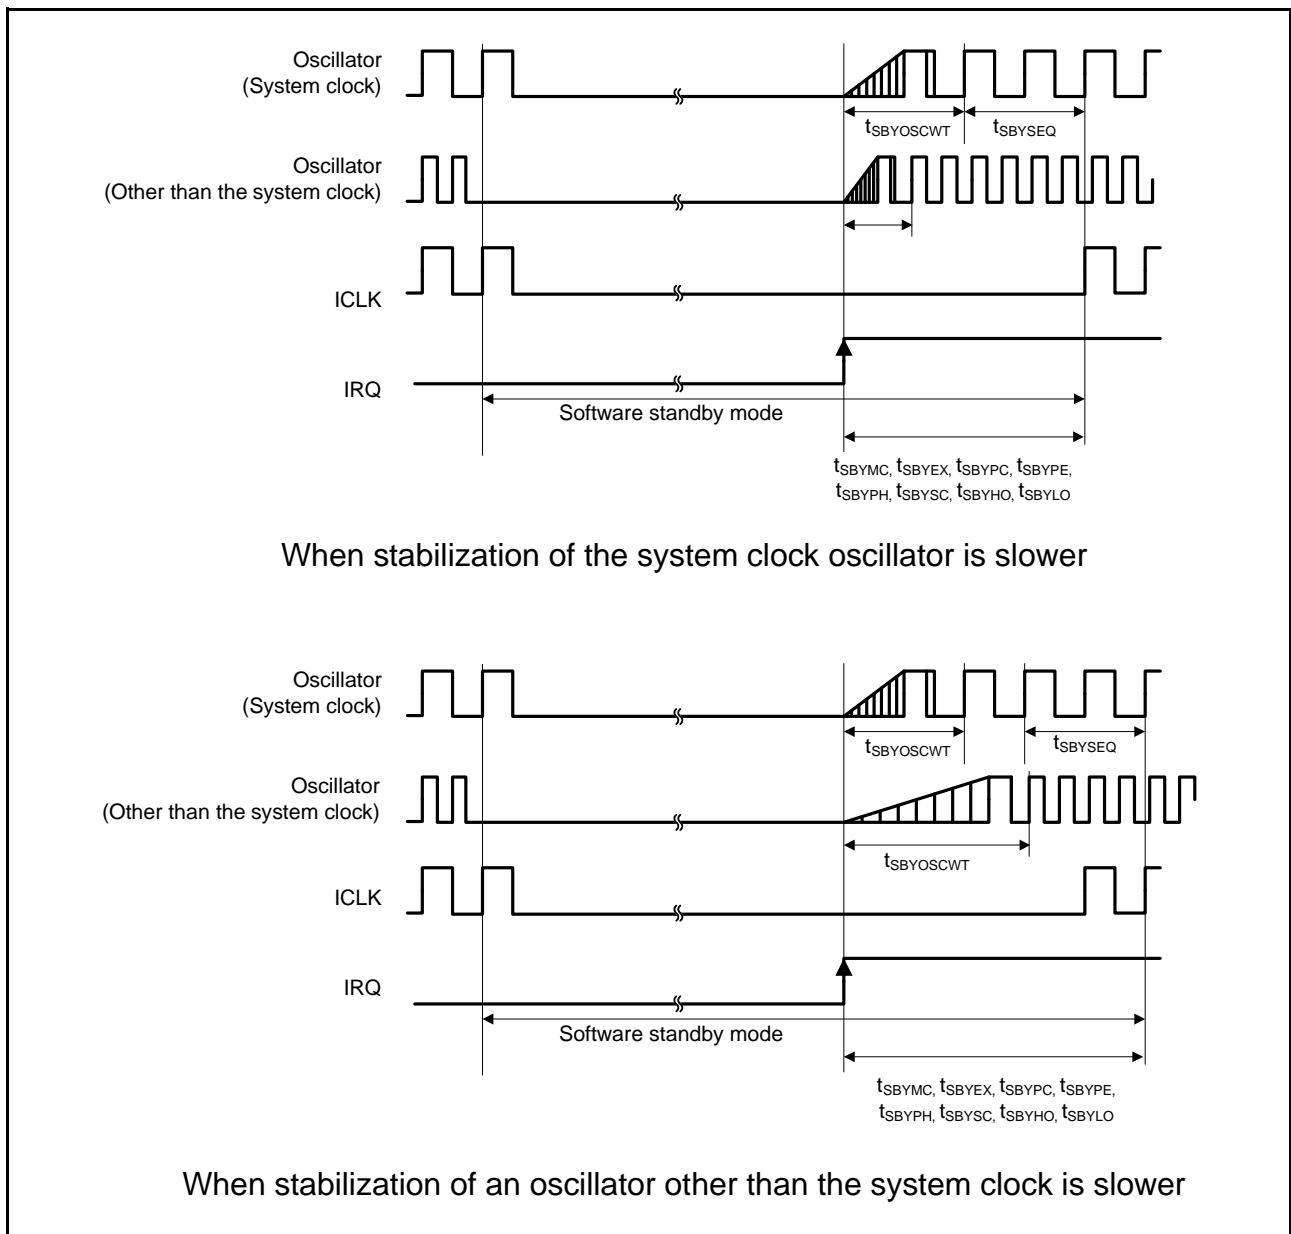 Oscillator
(System clock)
tSBYOSCWT
tSBYSEQ
Oscillator
(Other than the system clock)
ICLK
IRQ
Software standby mode
tSBYMC, tSBYEX, tSBYPC, tSBYPE,
tSBYPH, tSBYSC, tSBYHO, tSBYLO
When stabilization of the system clock oscillator is slower
Oscillator
(System clock)
tSBYOSCWT
tSBYSEQ
Oscillator
(Other than the system clock)
tSBYOSCWT
ICLK
IRQ
Software standby mode
tSBYMC, tSBYEX, tSBYPC, tSBYPE,
tSBYPH, tSBYSC, tSBYHO, tSBYLO
When stabilization of an oscillator other than the system clock is slower